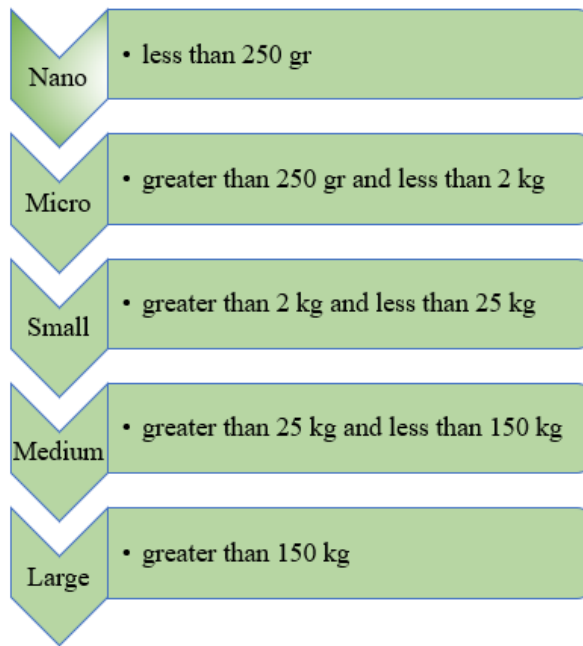 Nano
• less than 250 gr
Micro
• greater than 250 gr and less than 2 kg
Small
• greater than 2 kg and less than 25 kg
Medium
• greater than 25 kg and less than 150 kg
Large
• greater than 150 kg